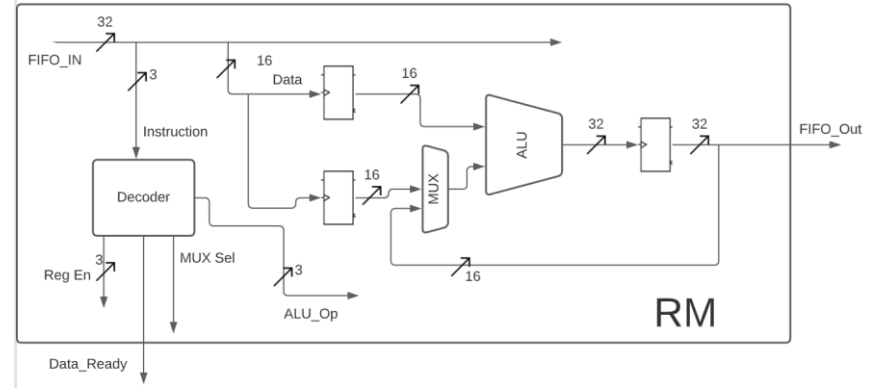 32
FIFO_IN
3
16
Data
16
Instruction
ALU
32
32
FIFO_Out
Decoder
16
MUX
3
Reg En
MUX Sel
3
16
ALU_Op
RM
Data_Ready